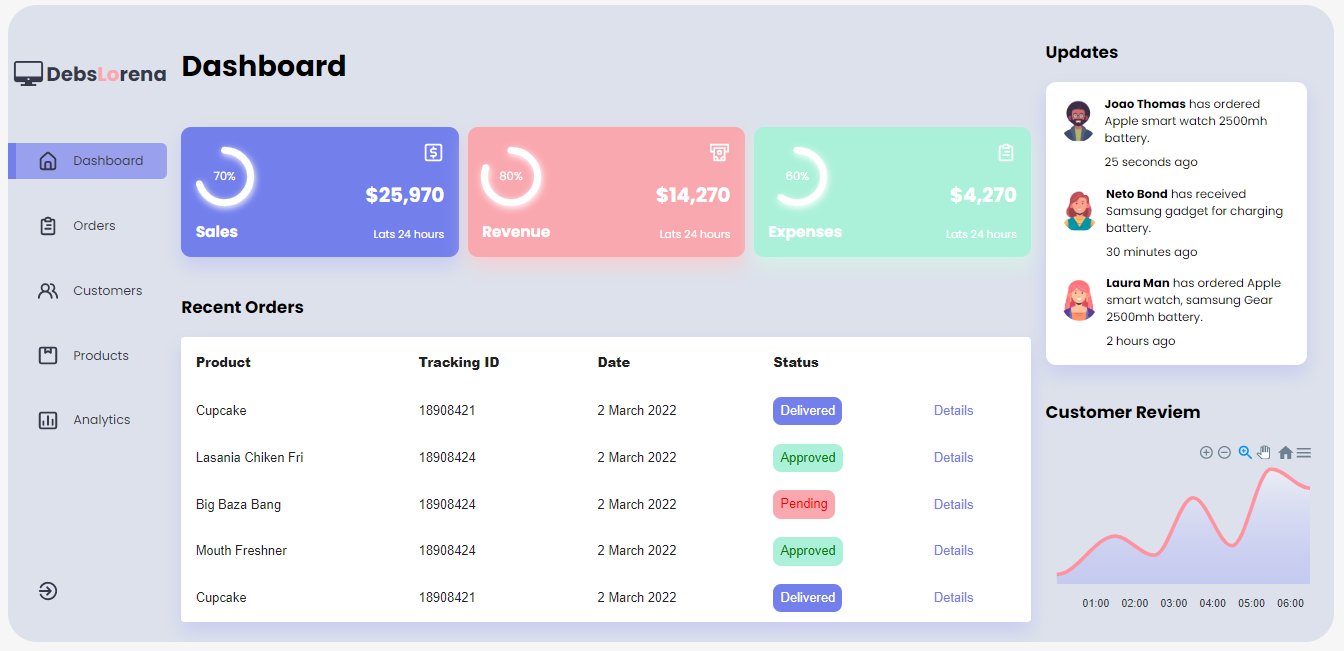 DebsLorena
Dashboard
Orders
Customers
Products
Analytics
Dashboard
70%
$25,970
Sales
Lats 24 hours
80%
$14,270
Revenue
Lats 24 hours
60%
$4,270
Expenses
Lats 24 hours
Recent Orders
Product Tracking ID Date Status
Cupcake 18908421 2 March 2022 Delivered Details
Lasania Chiken Fri 18908424 2 March 2022 Approved Details
Big Baza Bang 18908424 2 March 2022 Pending Details
Mouth Freshner 18908424 2 March 2022 Approved Details
Cupcake 18908421 2 March 2022 Delivered Details
Updates
Joao Thomas has ordered
Apple smart watch 2500mh
battery.
25 seconds ago
Neto Bond has received
Samsung gadget for charging
battery.
30 minutes ago
Laura Man has ordered Apple
smart watch, samsung Gear
2500mh battery.
2 hours ago
Customer Reviem
01:00 02:00 03:00 04:00 05:00 06:00